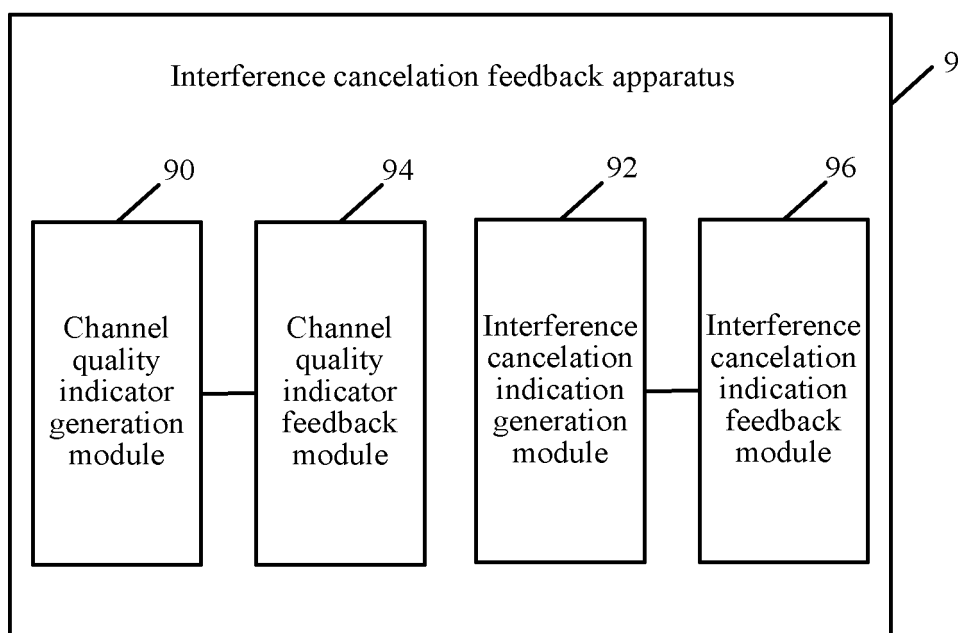 Interference cancelation feedback apparatus
9
90
94
92
96
Channel
quality
indicator
generation
module
Channel
quality
indicator
feedback
module
Interference
cancelation
indication
generation
module
Interference
cancelation
indication
feedback
module